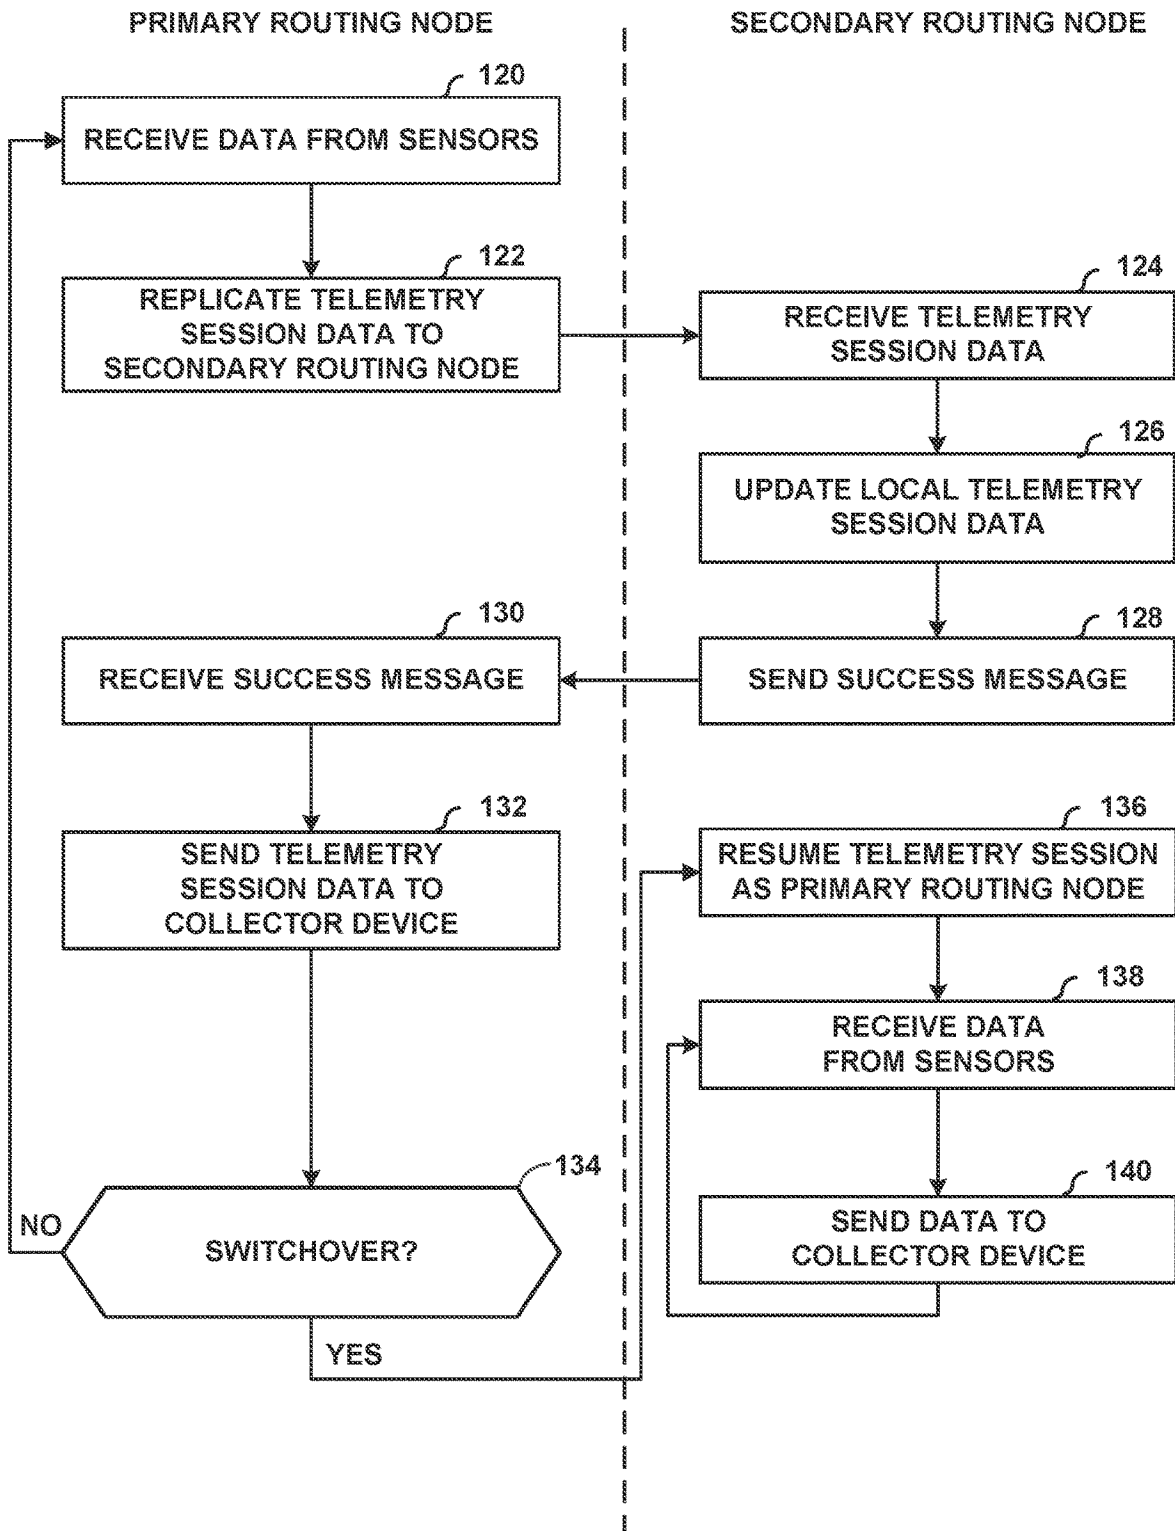 PRIMARY ROUTING NODE
SECONDARY ROUTING NODE
120
RECEIVE DATA FROM SENSORS
122
REPLICATE TELEMETRY
SESSION DATA TO
SECONDARY ROUTING NODE
124
RECEIVE TELEMETRY
SESSION DATA
126
UPDATE LOCAL TELEMETRY
SESSION DATA
128
SEND SUCCESS MESSAGE
130
RECEIVE SUCCESS MESSAGE
132
SEND TELEMETRY
SESSION DATA TO
COLLECTOR DEVICE
134
SWITCHOVER?
NO
YES
136
RESUME TELEMETRY SESSION
AS PRIMARY ROUTING NODE
138
RECEIVE DATA
FROM SENSORS
140
SEND DATA TO
COLLECTOR DEVICE